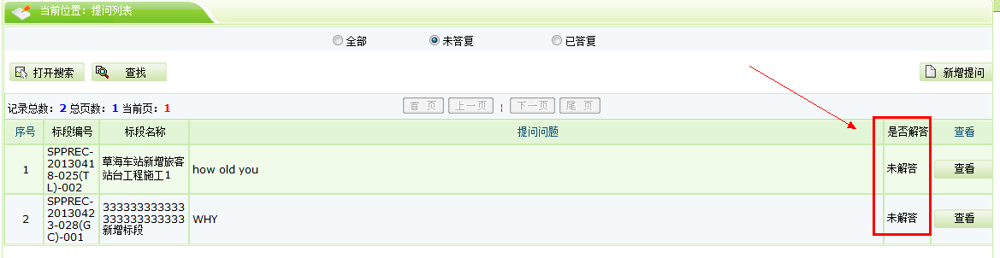 当前位置：提问列表
全部 未答复 已答复
打开搜索 查找 新增提问
记录总数：2 总页数：1 当前页：1 首 页 上一页 ¦ 下一页 尾 页
序号 标段编号 标段名称 提问问题 是否解答 查看
1 SPPREC-20130418-025(TL)-002 草海车站新增旅客站台工程施工1 how old you 未解答 查看
2 SPPREC-20130423-028(GC)-001 333333333333333333333333新增标段 WHY 未解答 查看